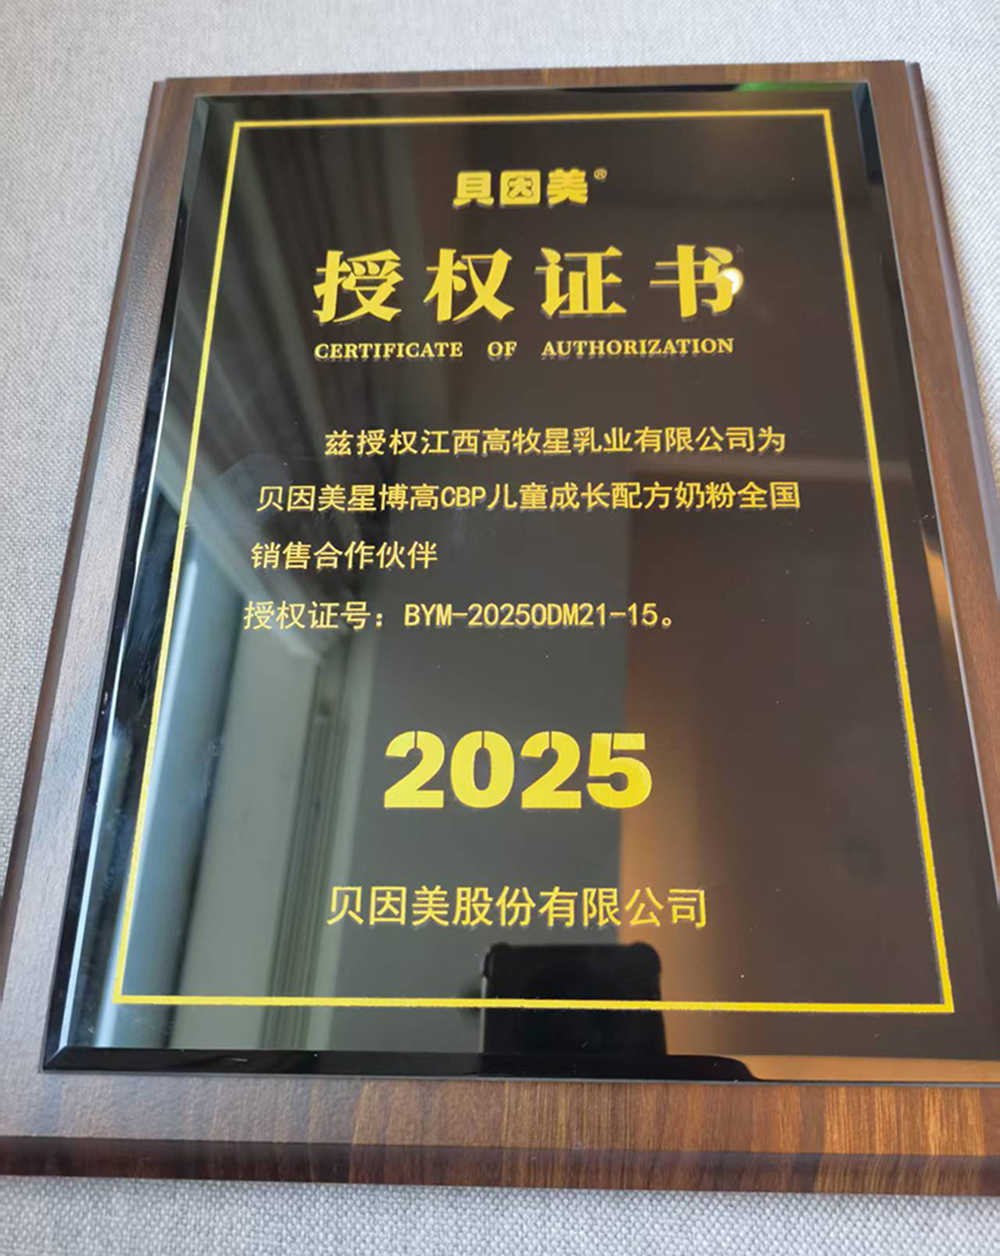 贝因美®
授权证书
CERTIFICATE OF AUTHORIZATION
兹授权江西高牧星乳业有限公司为
贝因美星博高CBP儿童成长配方奶粉全国
销售合作伙伴
授权证号：BYM-2025ODM21-15。
2025
贝因美股份有限公司